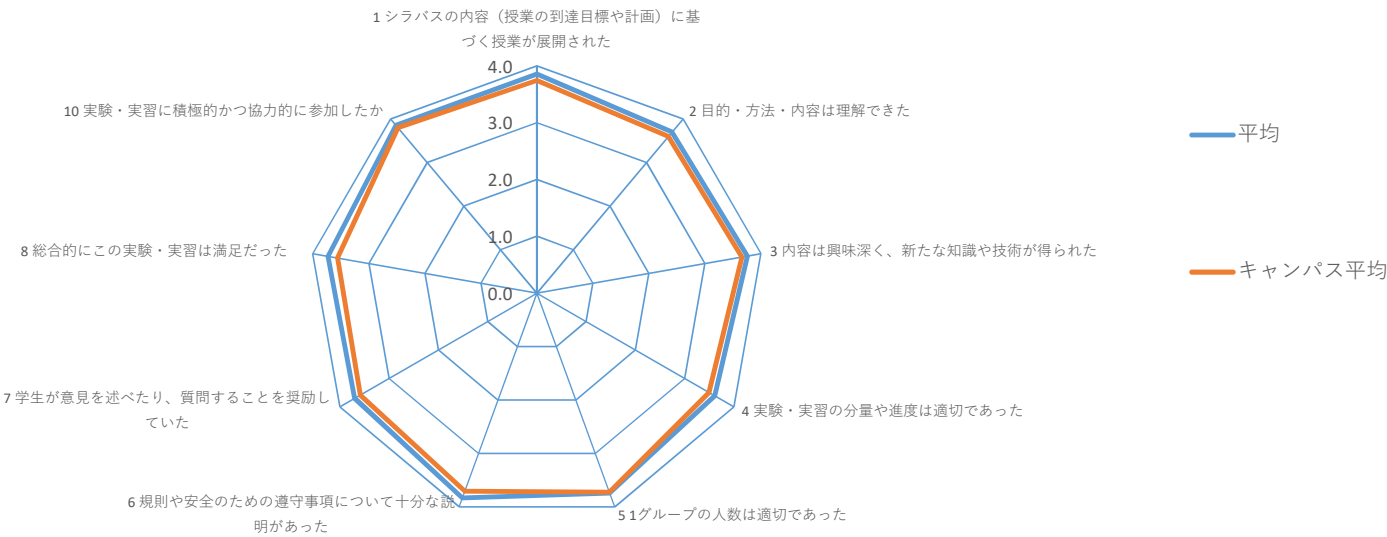 1 シラバスの内容（授業の到達目標や計画）に基
づく授業が展開された
4.0
3.0
2.0
1.0
0.0
2 目的・方法・内容は理解できた
3 内容は興味深く、新たな知識や技術が得られた
4 実験・実習の分量や進度は適切であった
5 1グループの人数は適切であった
6 規則や安全のための遵守事項について十分な説
明があった
7 学生が意見を述べたり、質問することを奨励し
ていた
8 総合的にこの実験・実習は満足だった
10 実験・実習に積極的かつ協力的に参加したか
平均
キャンパス平均